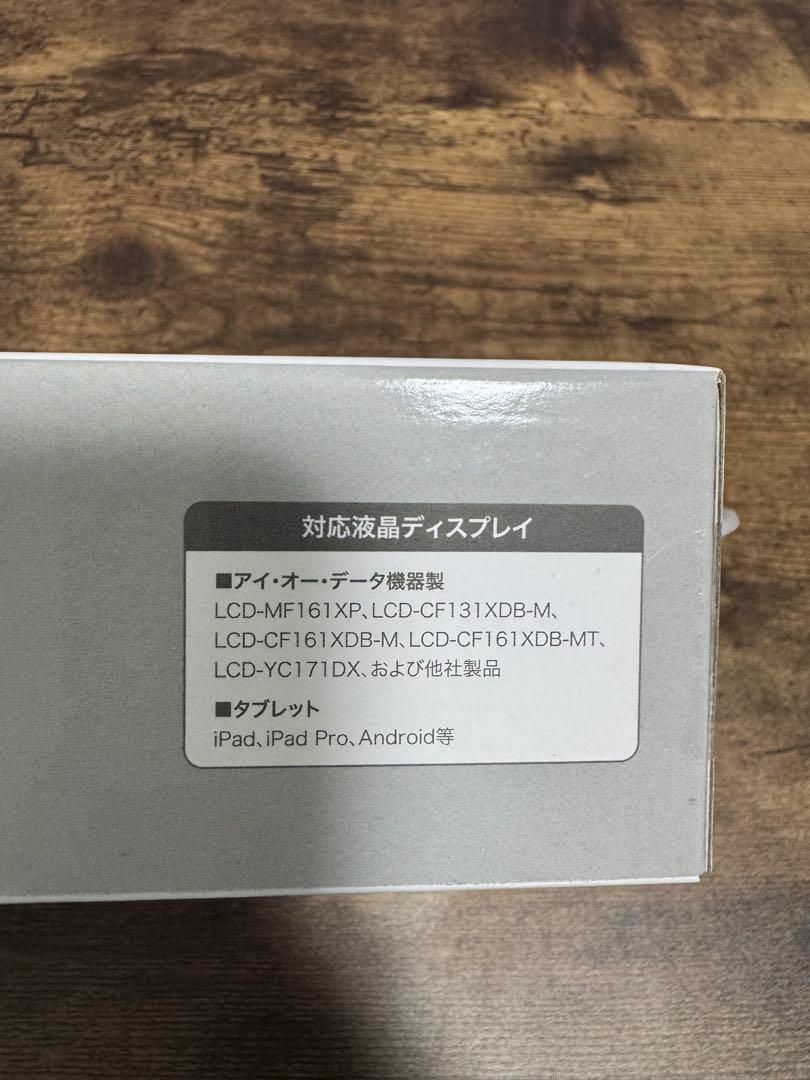 対応液晶ディスプレイ
■アイ・オー・データ機器製
LCD-MF161XP、LCD-CF131XDB-M、
LCD-CF161XDB-M、LCD-CF161XDB-MT、
LCD-YC171DX、および他社製品
■タブレット
iPad、iPad Pro、Android等